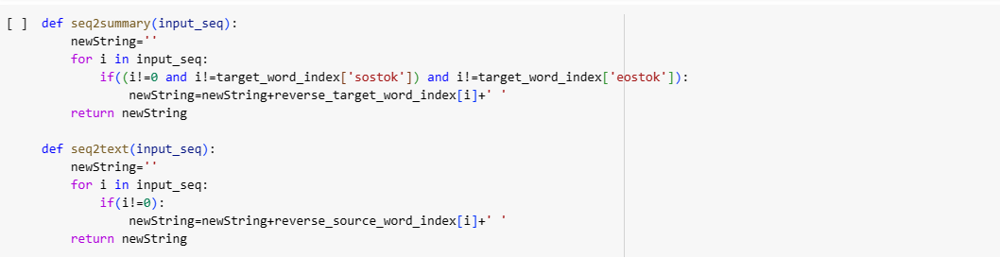 [ ] def seq2summary(input_seq):
newString=''
for i in input_seq:
if((i!=0 and i!=target_word_index['sostok']) and i!=target_word_index['eostok']):
newString=newString+reverse_target_word_index[i]+' '
return newString
def seq2text(input_seq):
newString=''
for i in input_seq:
if(i!=0):
newString=newString+reverse_source_word_index[i]+' '
return newString